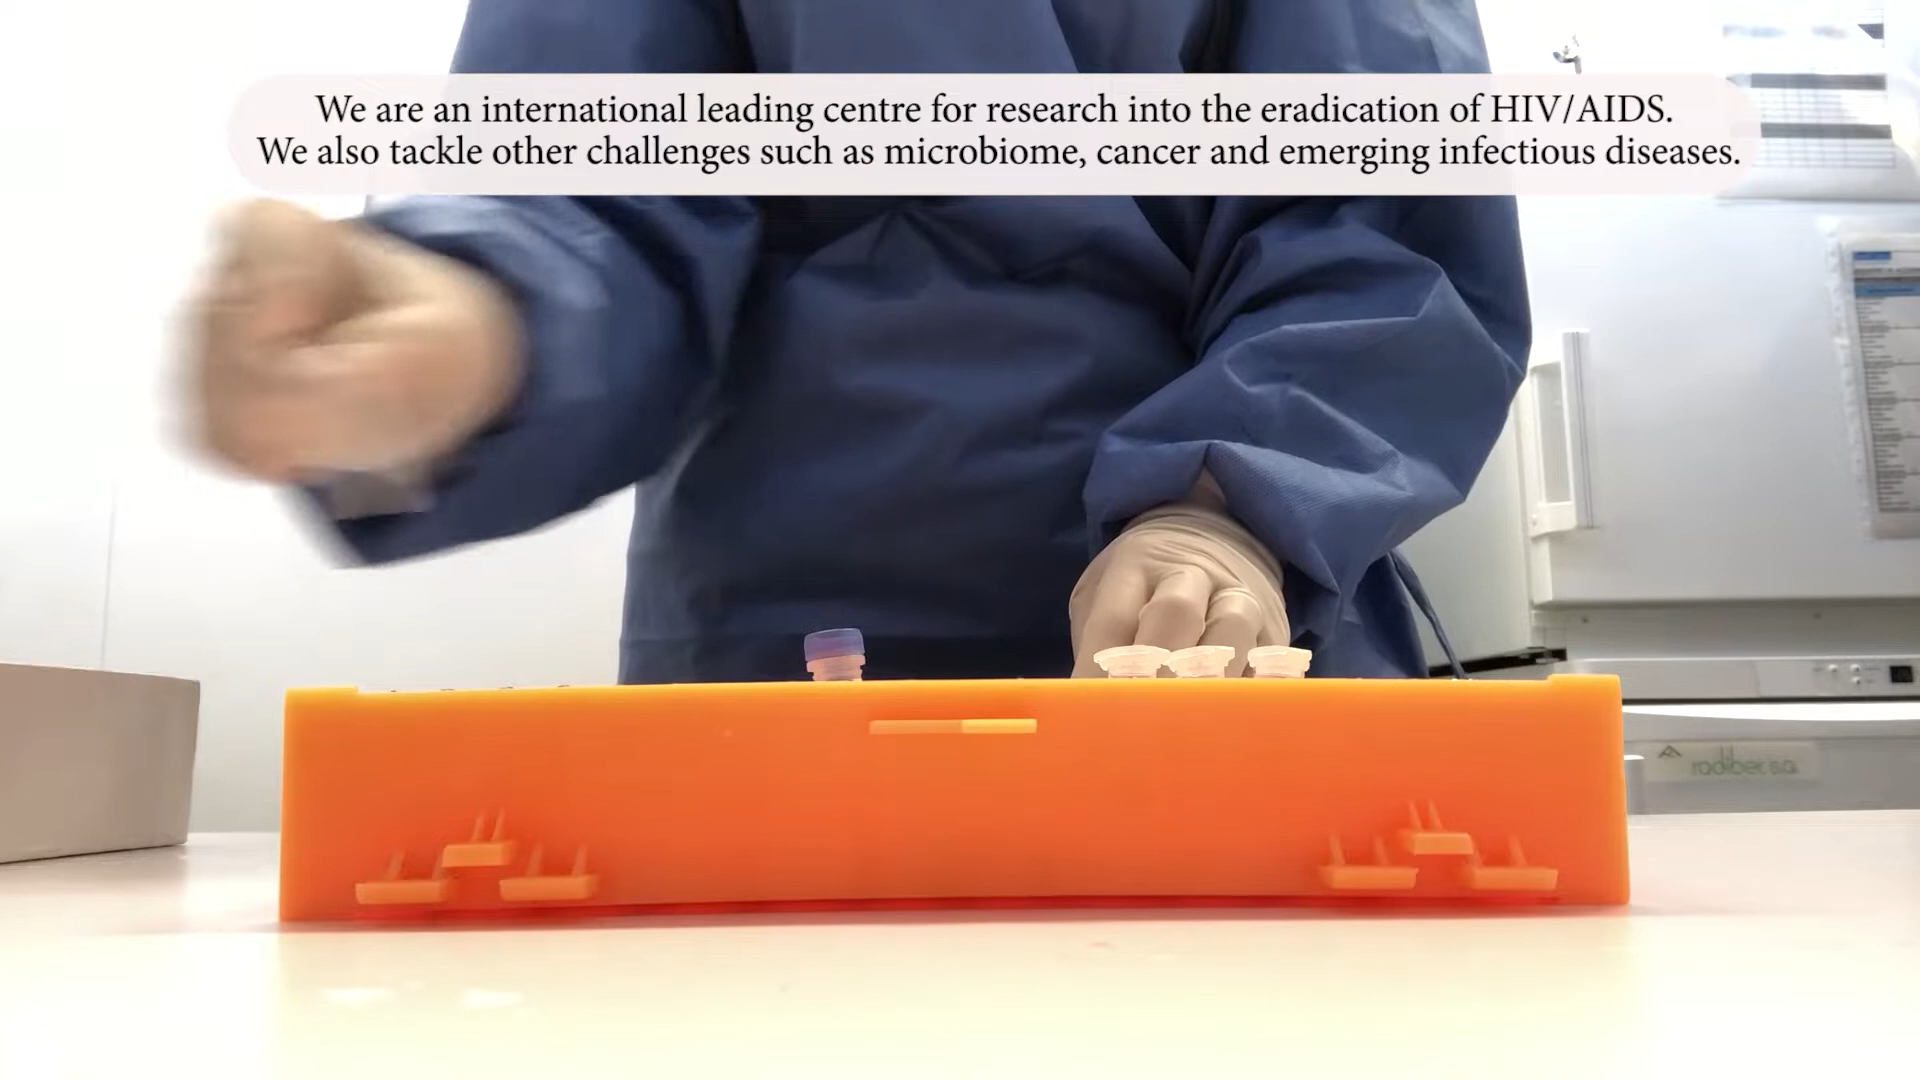 We are an international leading centre for research into the eradication of HIV/AIDS.
We also tackle other challenges such as microbiome, cancer and emerging infectious diseases.
radiber s.a.